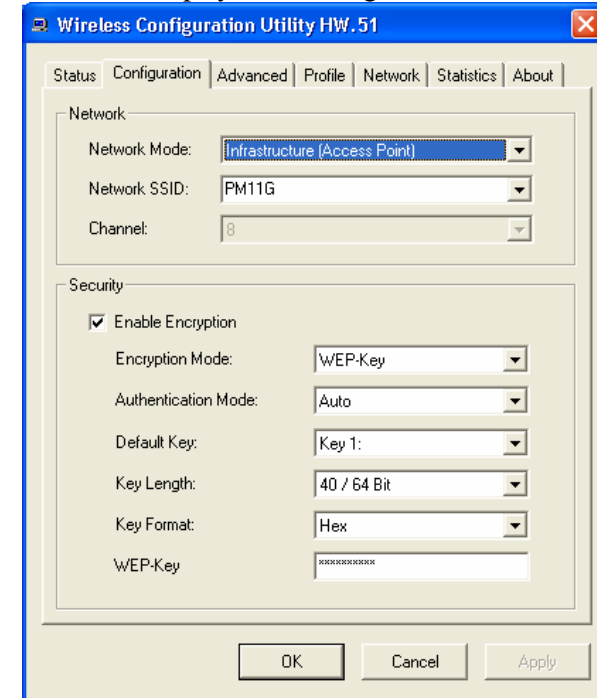 Wireless Configuration Utility HW.51
Status Configuration Advanced Profile Network Statistics About
Network
Network Mode: Infrastructure (Access Point)
Network SSID: PM11G
Channel: 8
Security
Enable Encryption
Encryption Mode: WEP-Key
Authentication Mode: Auto
Default Key: Key 1:
Key Length: 40 / 64 Bit
Key Format: Hex
WEP-Key **********
OK Cancel Apply